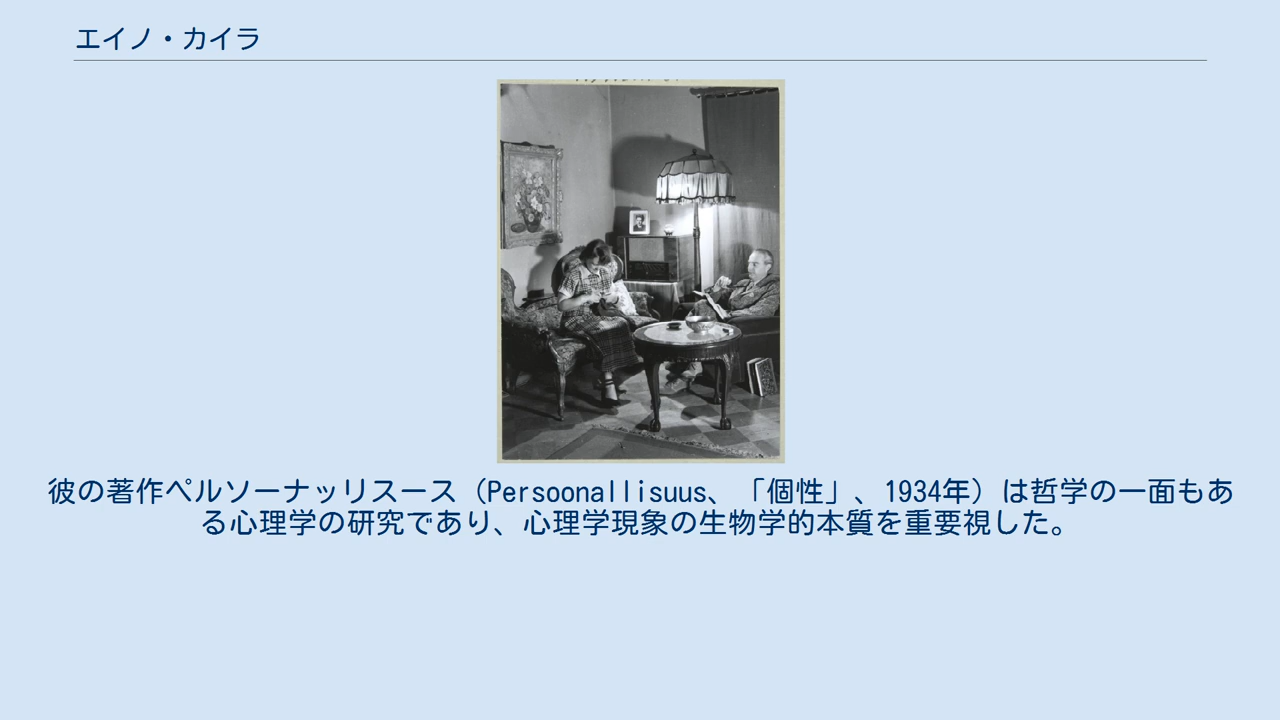 エイノ・カイラ
彼の著作ペルソーナッリスース（Persoonallisuus、「個性」、1934年）は哲学の一面もあ
る心理学の研究であり、心理学現象の生物学的本質を重要視した。